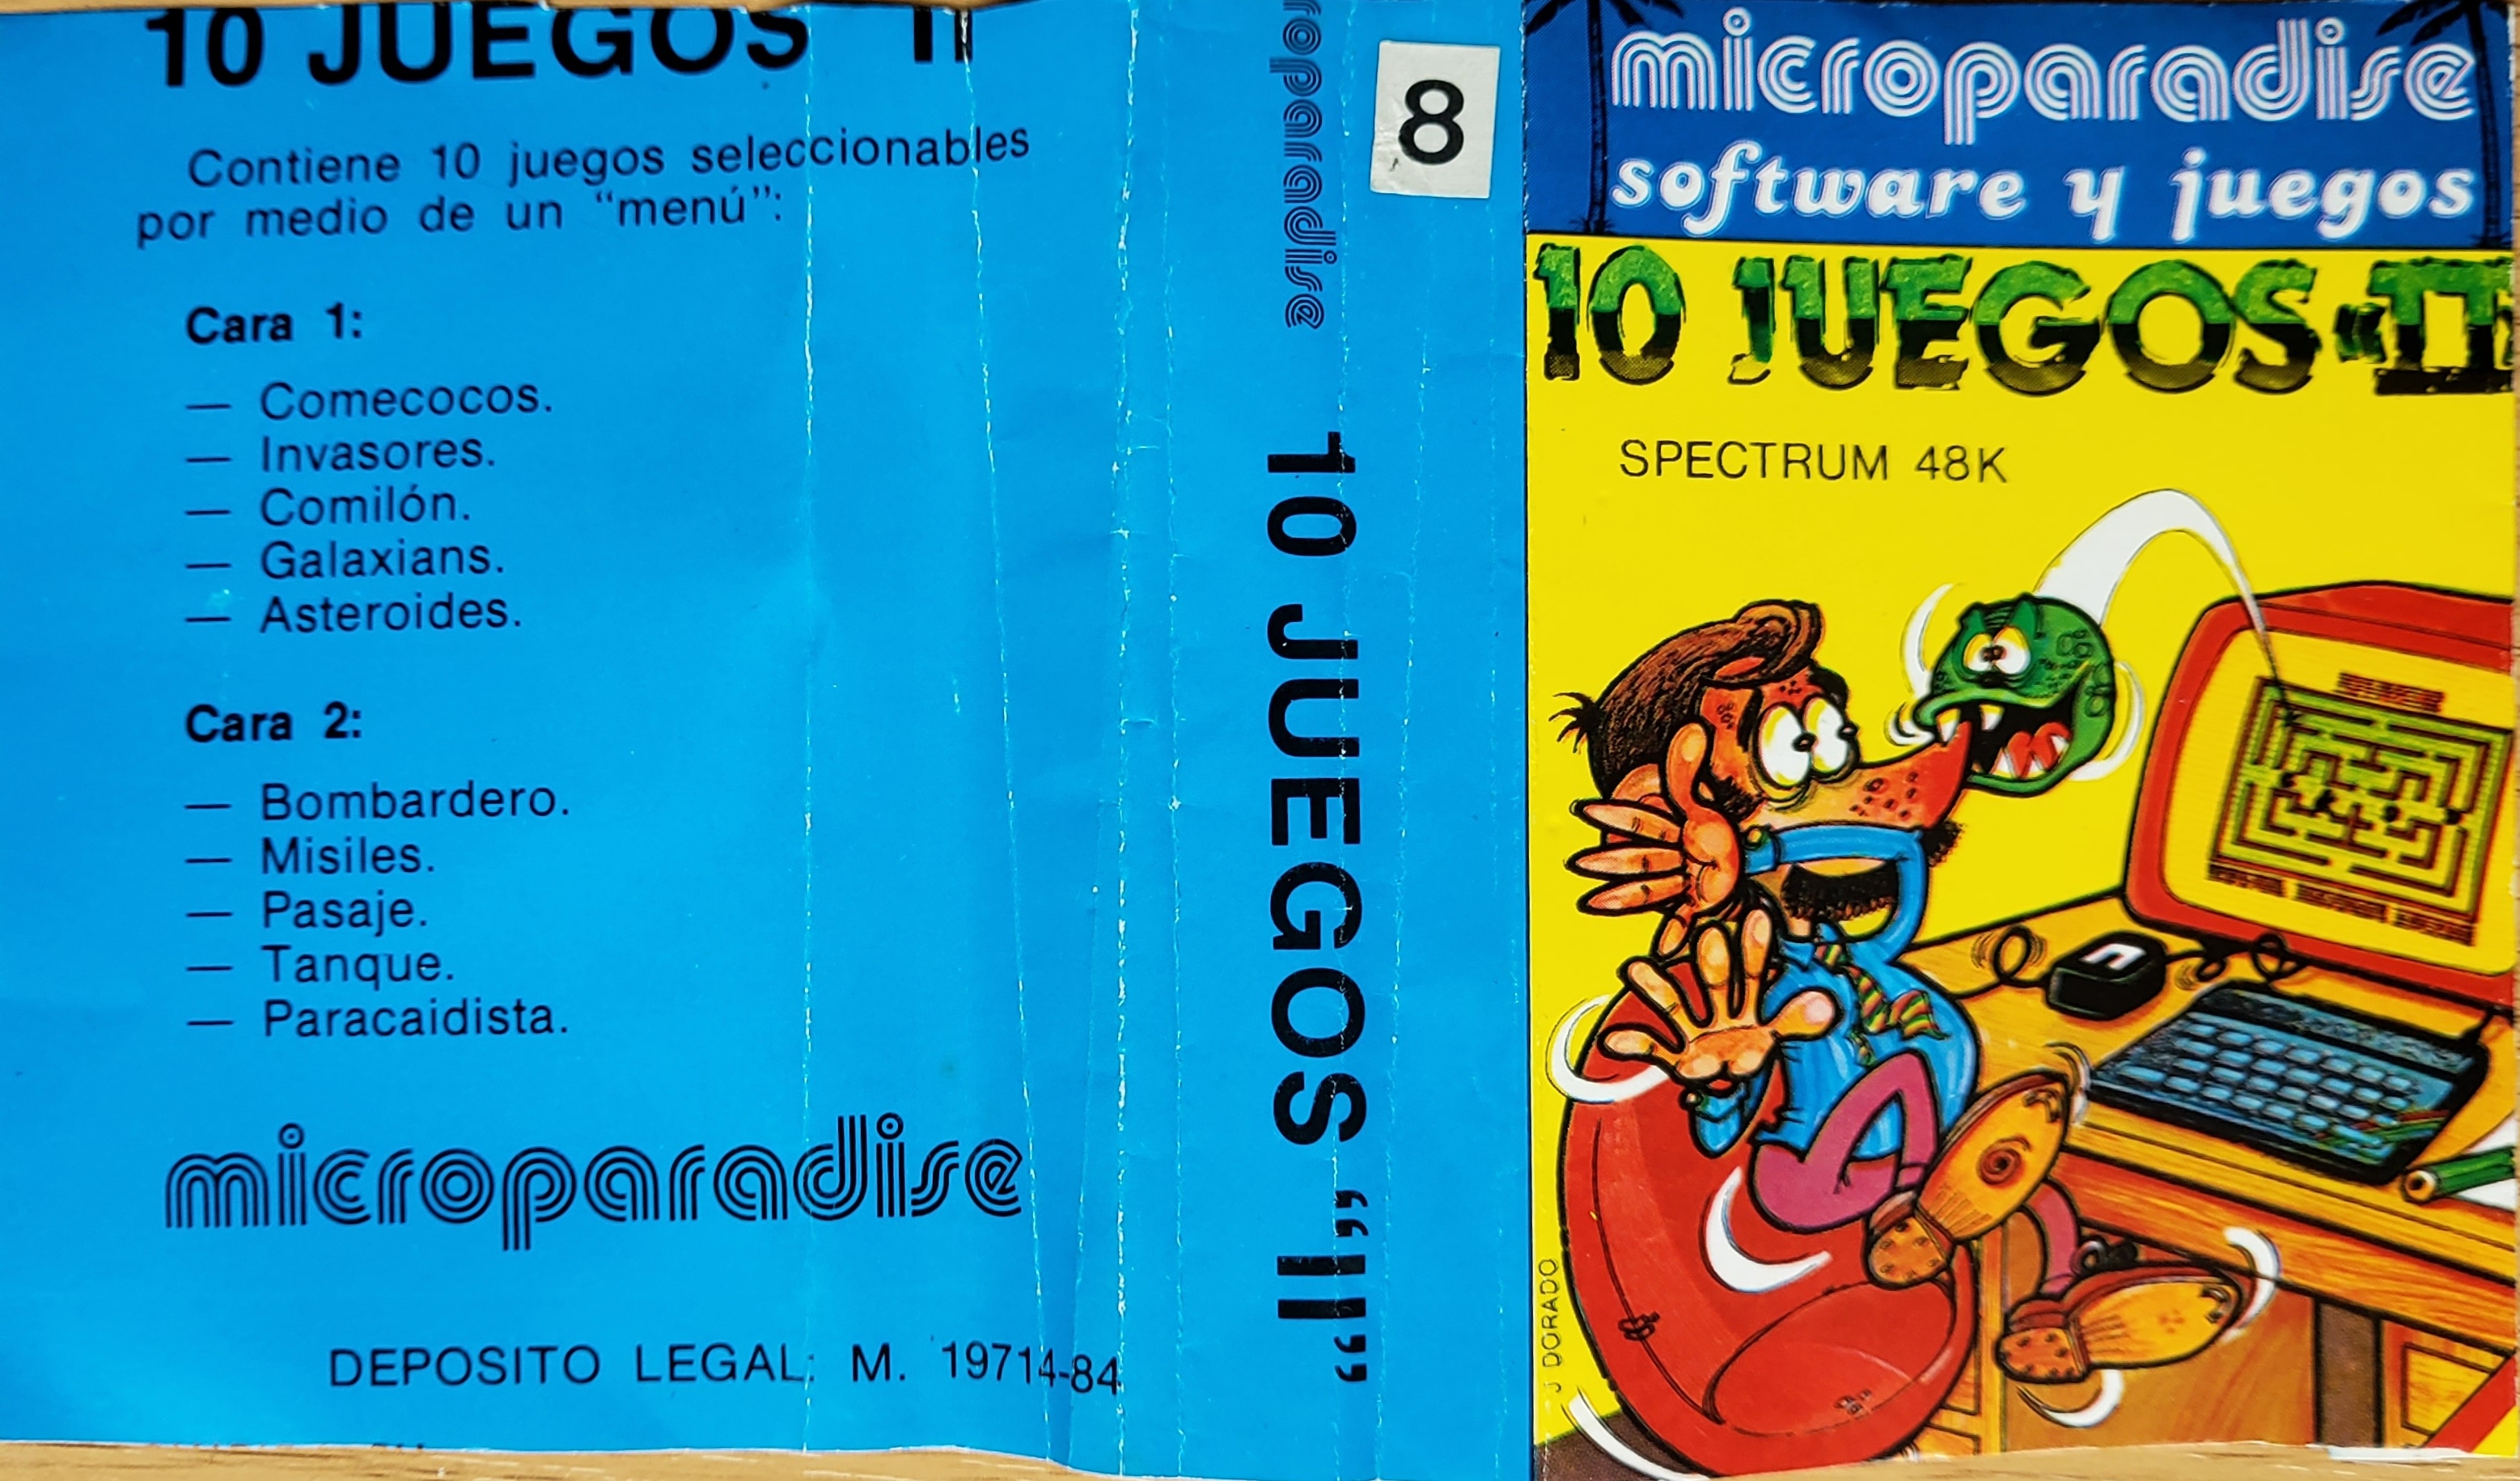 10 JUEGOS "II
Contiene 10 juegos seleccionables
por medio de un “menú”:
Cara 1:
— Comecocos.
— Invasores.
— Comilón.
— Galaxians.
— Asteroides.
Cara 2:
— Bombardero.
— Misiles.
— Pasaje.
— Tanque.
— Paracaidista.
microparadise
DEPOSITO LEGAL: M. 19714-84
roparadise
10 JUEGOS “II”
8
microparadise
software y juegos
10 JUEGOS «II
SPECTRUM 48K
J DORADO